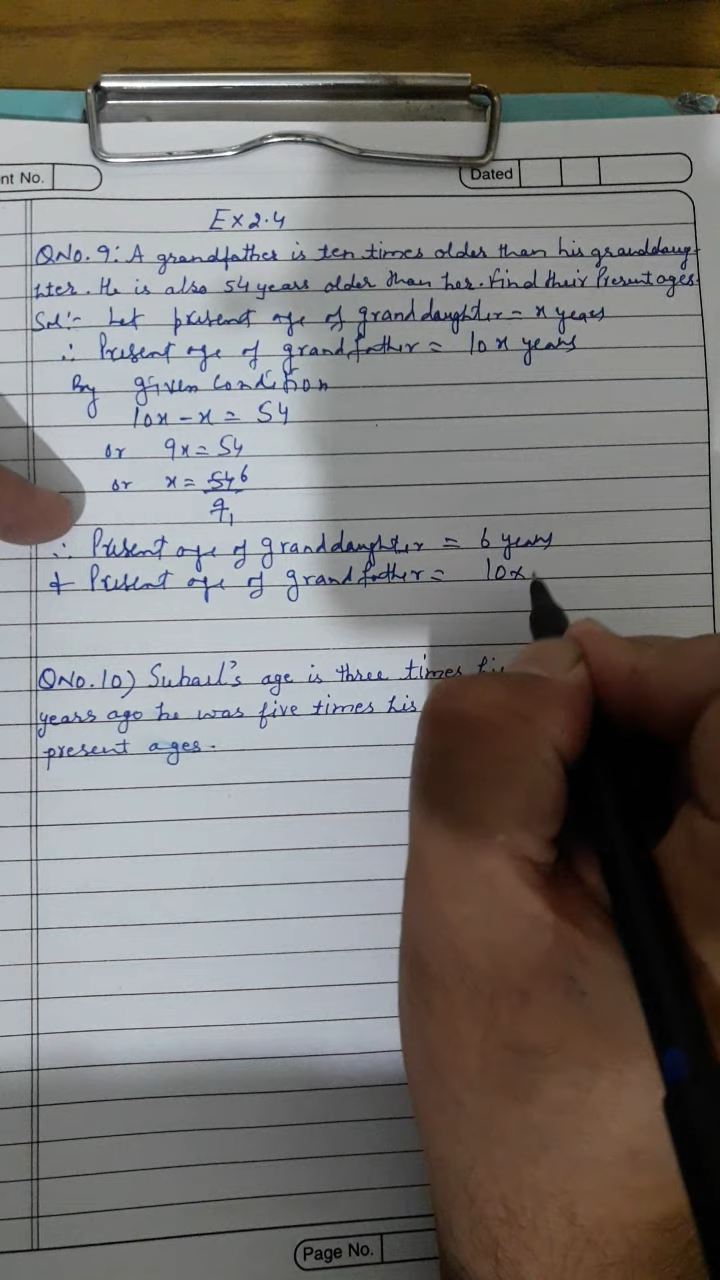 nt No.
Dated
Ex 2.4
QNo. 9: A grandfather is ten times older than his granddaug-
hter. He is also 54 years older than her. Find their Present ages.
Sol:- Let present age of granddaughter = x years
∴ Present age of grandfather = 10x years
By given condition
10x - x = 54
or 9x = 54
or x = 54 6
9 1
∴ Present age of granddaughter = 6 years
& Present age of grandfather = 10x
QNo. 10) Suhail's age is three times
years ago he was five times his
present ages.
Page No.